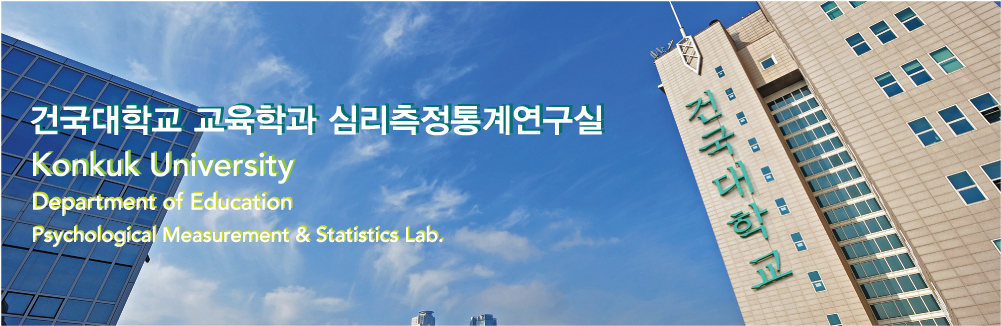 건국대학교 교육학과 심리측정통계연구실
Konkuk University
Department of Education
Psychological Measurement & Statistics Lab.
건국대학교